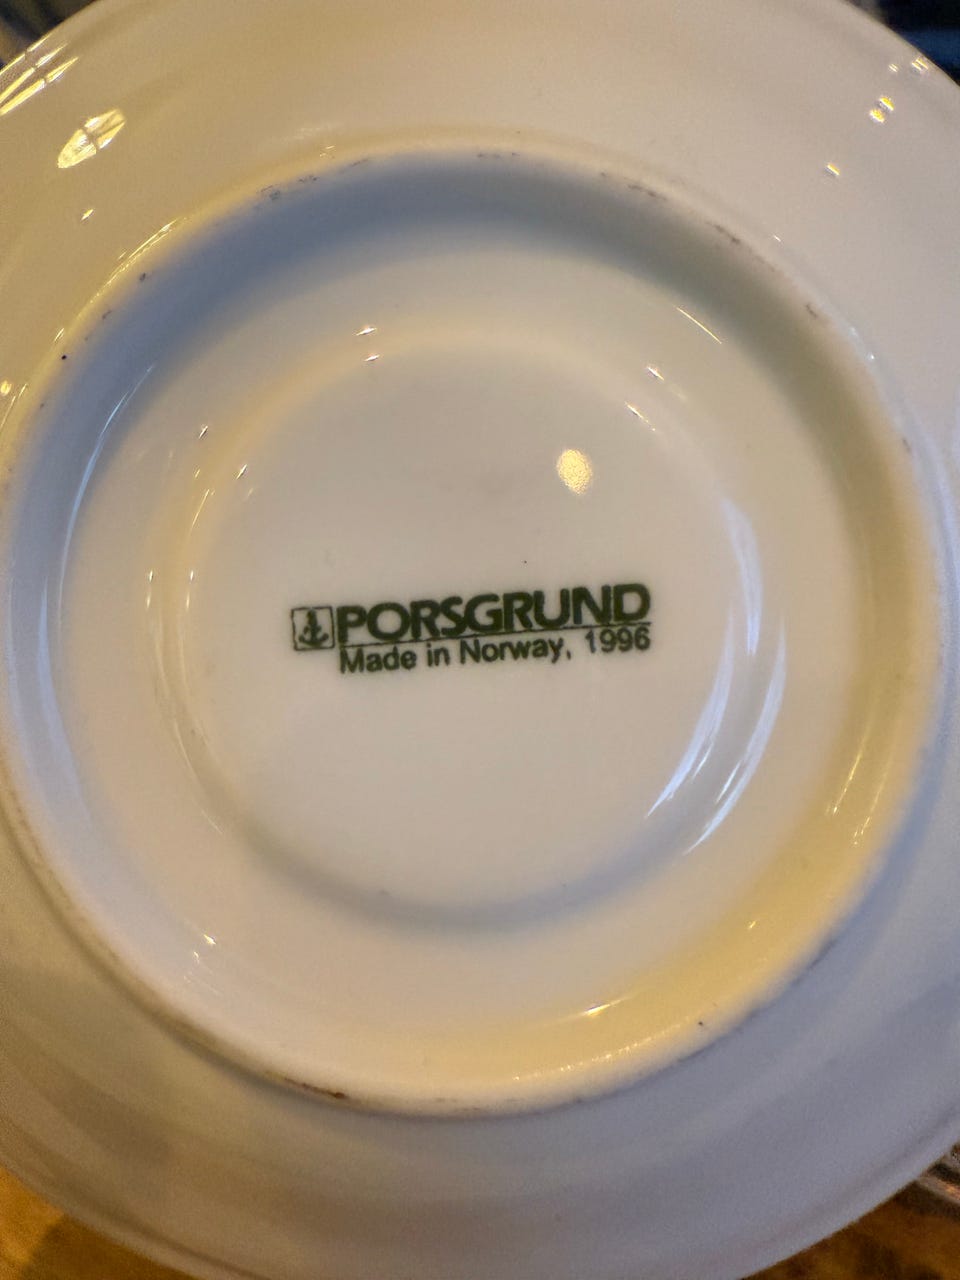 PORSGRUND
Made in Norway, 1996